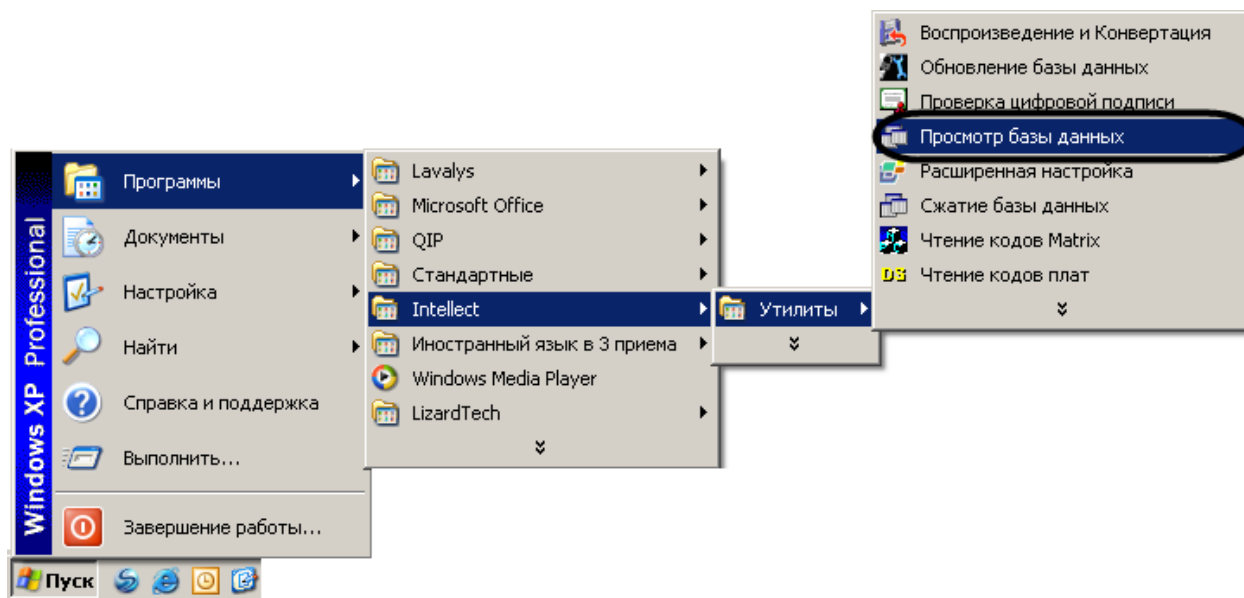 Windows XP Professional
Программы
Документы
Настройка
Найти
Справка и поддержка
Выполнить...
Завершение работы...
Пуск
Lavalys
Microsoft Office
QIP
Стандартные
Intellect
Иностранный язык в 3 приема
Windows Media Player
LizardTech
Утилиты
Воспроизведение и Конвертация
Обновление базы данных
Проверка цифровой подписи
Просмотр базы данных
Расширенная настройка
Сжатие базы данных
Чтение кодов Matrix
Чтение кодов плат